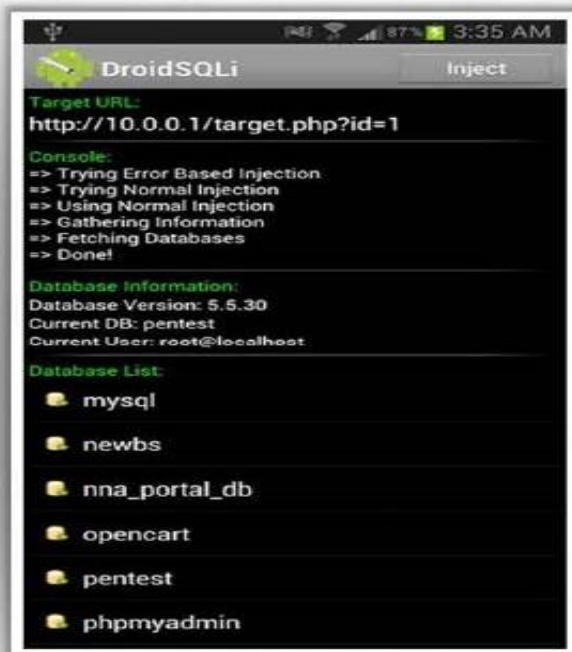 87% 3:35 AM
DroidSQLi Inject
Target URL:
http://10.0.0.1/target.php?id=1
Console:
=> Trying Error Based Injection
=> Trying Normal Injection
=> Using Normal Injection
=> Gathering Information
=> Fetching Databases
=> Done!
Database Information:
Database Version: 5.5.30
Current DB: pentest
Current User: root@localhost
Database List:
mysql
newbs
nna_portal_db
opencart
pentest
phpmyadmin